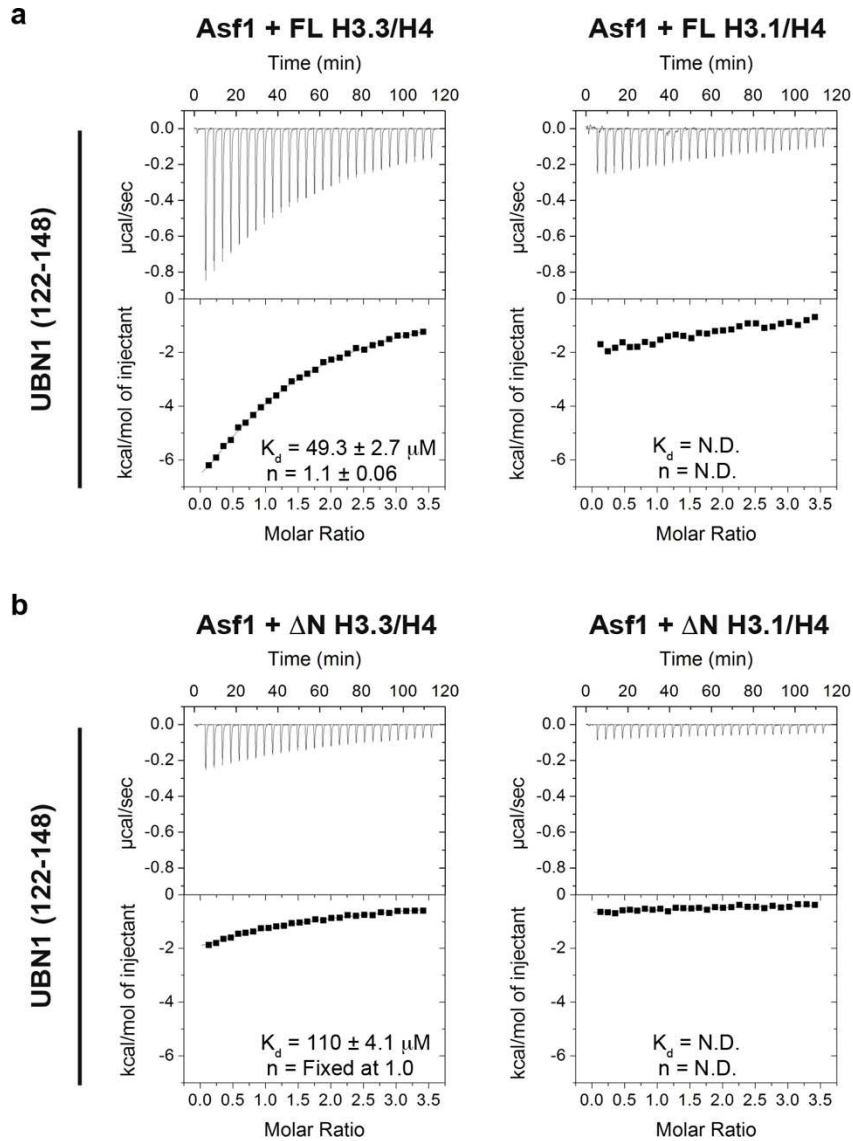 a
Asf1 + FL H3.3/H4
Asf1 + FL H3.1/H4
Time (min)
Time (min)
0 20 40 60 80 100 120
0 20 40 60 80 100 120
UBN1 (122-148)
0.0
-0.2
-0.4
-0.6
-0.8
µcal/sec
0.0
-0.2
-0.4
-0.6
-0.8
µcal/sec
0
-2
-4
-6
kcal/mol of injectant
0
-2
-4
-6
kcal/mol of injectant
Kd = 49.3 ± 2.7 µM
n = 1.1 ± 0.06
Kd = N.D.
n = N.D.
0.0 0.5 1.0 1.5 2.0 2.5 3.0 3.5
0.0 0.5 1.0 1.5 2.0 2.5 3.0 3.5
Molar Ratio
Molar Ratio
b
Asf1 + ΔN H3.3/H4
Asf1 + ΔN H3.1/H4
Time (min)
Time (min)
0 20 40 60 80 100 120
0 20 40 60 80 100 120
UBN1 (122-148)
0.0
-0.2
-0.4
-0.6
-0.8
µcal/sec
0.0
-0.2
-0.4
-0.6
-0.8
µcal/sec
0
-2
-4
-6
kcal/mol of injectant
0
-2
-4
-6
kcal/mol of injectant
Kd = 110 ± 4.1 µM
n = Fixed at 1.0
Kd = N.D.
n = N.D.
0.0 0.5 1.0 1.5 2.0 2.5 3.0 3.5
0.0 0.5 1.0 1.5 2.0 2.5 3.0 3.5
Molar Ratio
Molar Ratio